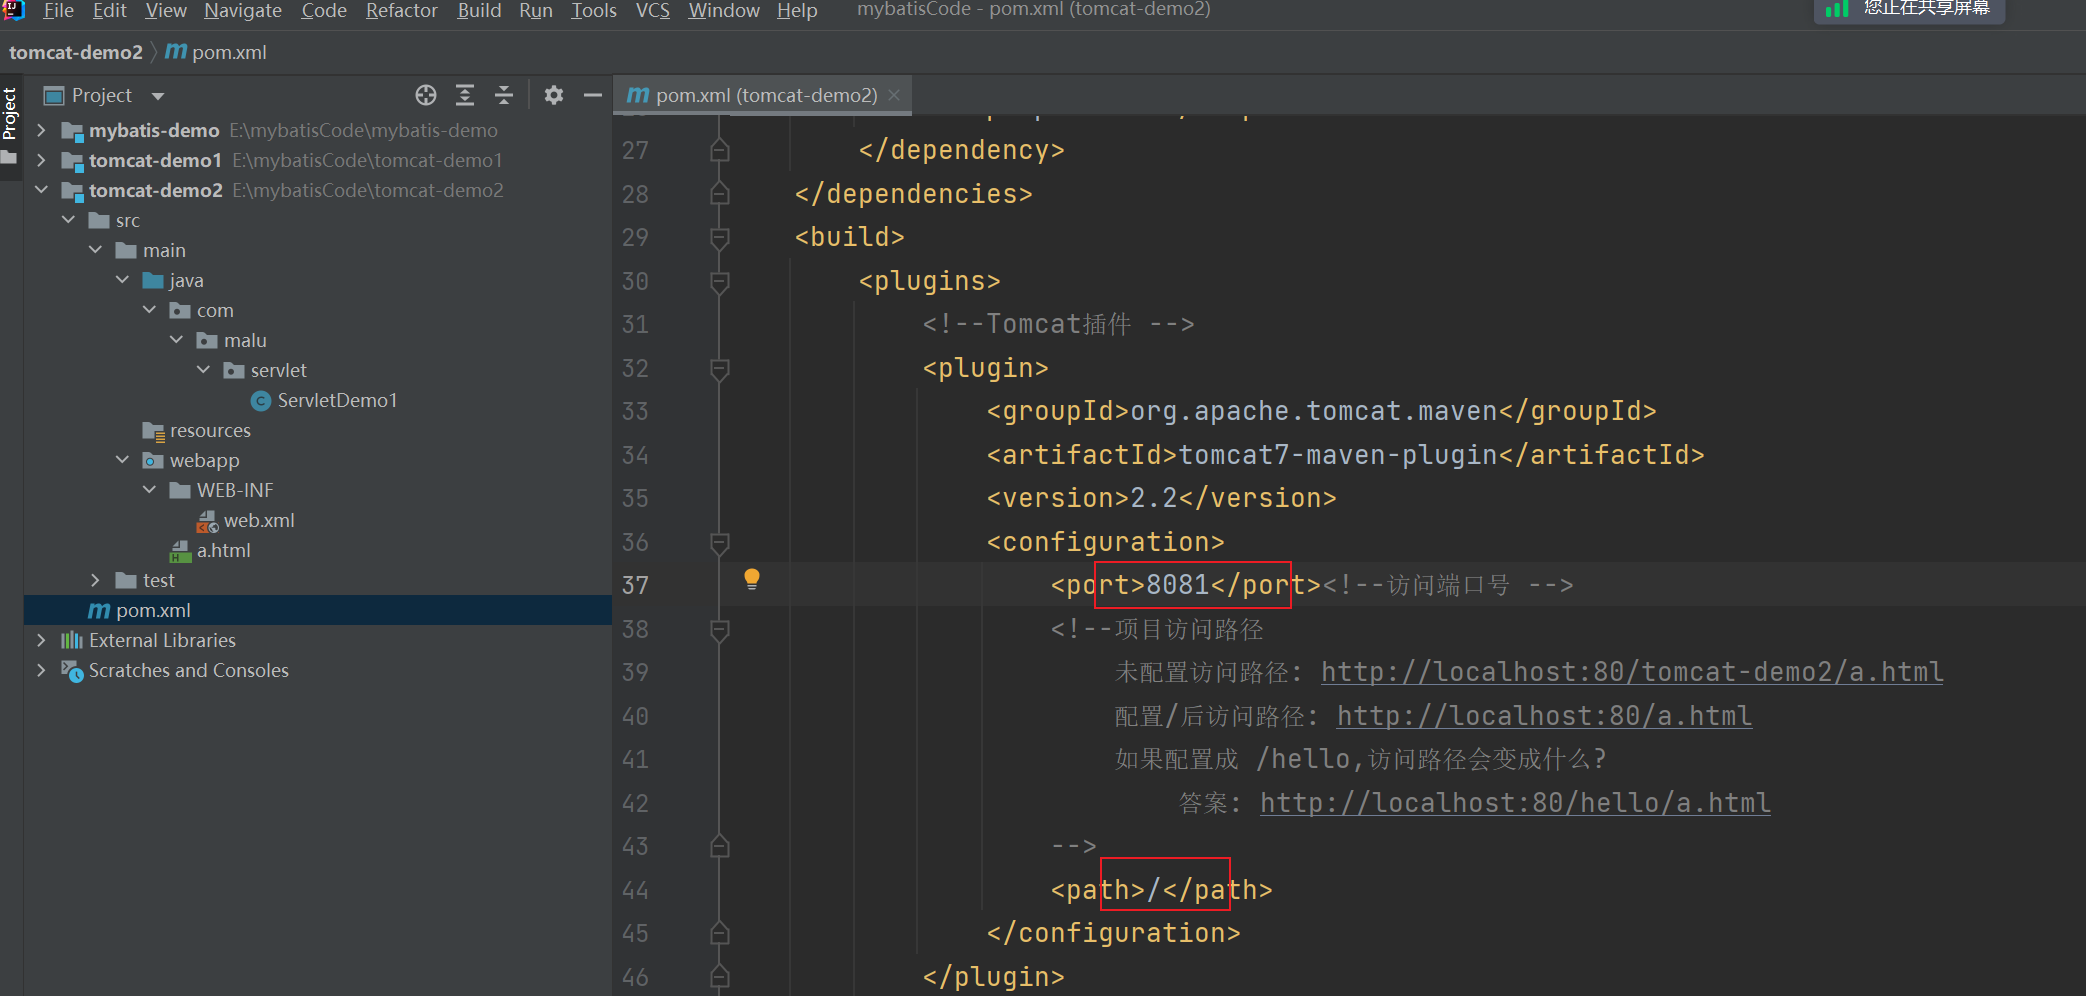 File Edit View Navigate Code Refactor Build Run Tools VCS Window Help mybatisCode - pom.xml (tomcat-demo2) 您正在共享屏幕
tomcat-demo2 pom.xml
Project
Project
pom.xml (tomcat-demo2)
mybatis-demo E:\mybatisCode\mybatis-demo
tomcat-demo1 E:\mybatisCode\tomcat-demo1
tomcat-demo2 E:\mybatisCode\tomcat-demo2
src
main
java
com
malu
servlet
ServletDemo1
resources
webapp
WEB-INF
web.xml
a.html
test
pom.xml
External Libraries
Scratches and Consoles
27 </dependency>
28 </dependencies>
29 <build>
30 <plugins>
31 <!--Tomcat插件 -->
32 <plugin>
33 <groupId>org.apache.tomcat.maven</groupId>
34 <artifactId>tomcat7-maven-plugin</artifactId>
35 <version>2.2</version>
36 <configuration>
37 <port>8081</port><!--访问端口号 -->
38 <!--项目访问路径
39 未配置访问路径: http://localhost:80/tomcat-demo2/a.html
40 配置/后访问路径: http://localhost:80/a.html
41 如果配置成 /hello,访问路径会变成什么?
42 答案: http://localhost:80/hello/a.html
43 -->
44 <path>/</path>
45 </configuration>
46 </plugin>